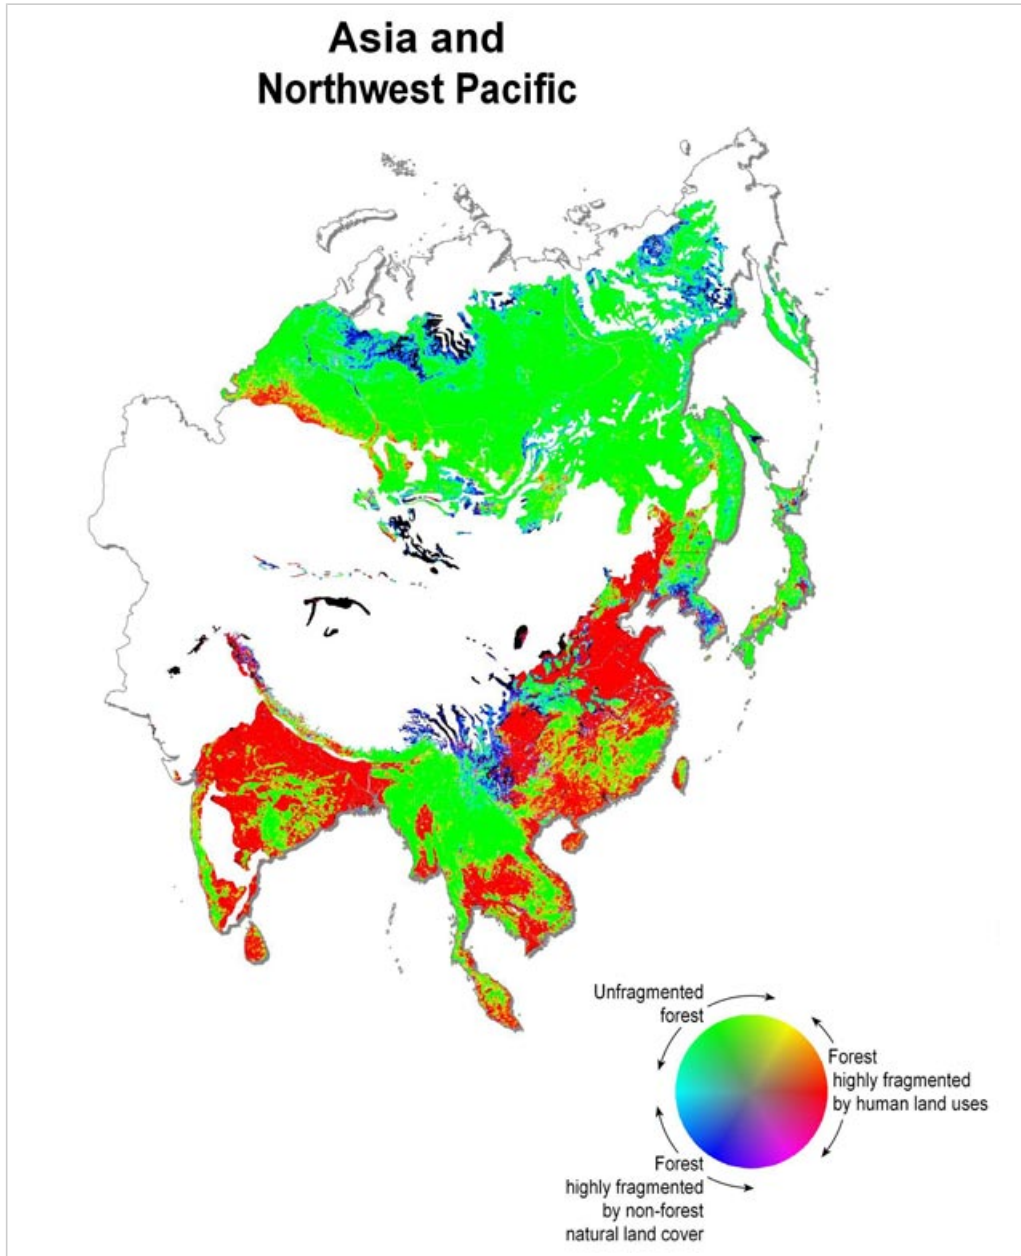 Asia and
Northwest Pacific
Unfragmented
forest
Forest
highly fragmented
by human land uses
Forest
highly fragmented
by non-forest
natural land cover